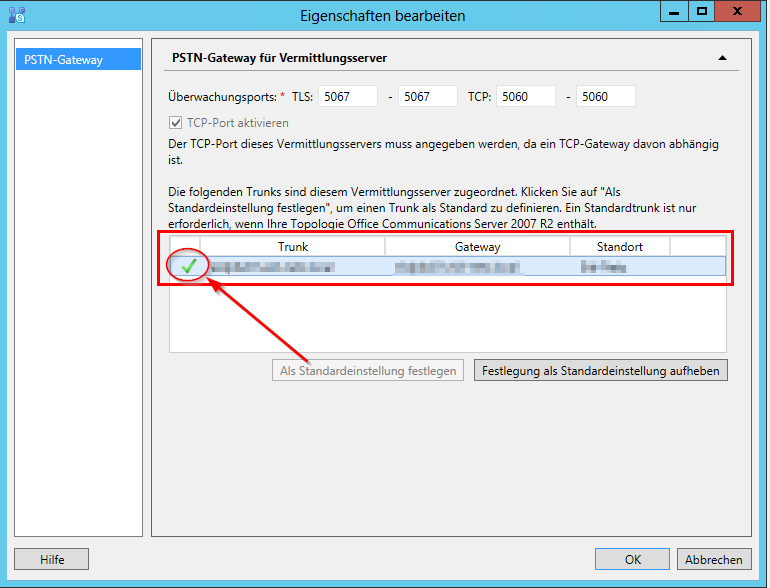 Eigenschaften bearbeiten
PSTN-Gateway
PSTN-Gateway für Vermittlungsserver
Überwachungsports: * TLS: 5067 - 5067 TCP: 5060 - 5060
TCP-Port aktivieren
Der TCP-Port dieses Vermittlungsservers muss angegeben werden, da ein TCP-Gateway davon abhängig
ist.
Die folgenden Trunks sind diesem Vermittlungsserver zugeordnet. Klicken Sie auf "Als
Standardeinstellung festlegen", um einen Trunk als Standard zu definieren. Ein Standardtrunk ist nur
erforderlich, wenn Ihre Topologie Office Communications Server 2007 R2 enthält.
Trunk Gateway Standort
Als Standardeinstellung festlegen Festlegung als Standardeinstellung aufheben
Hilfe OK Abbrechen